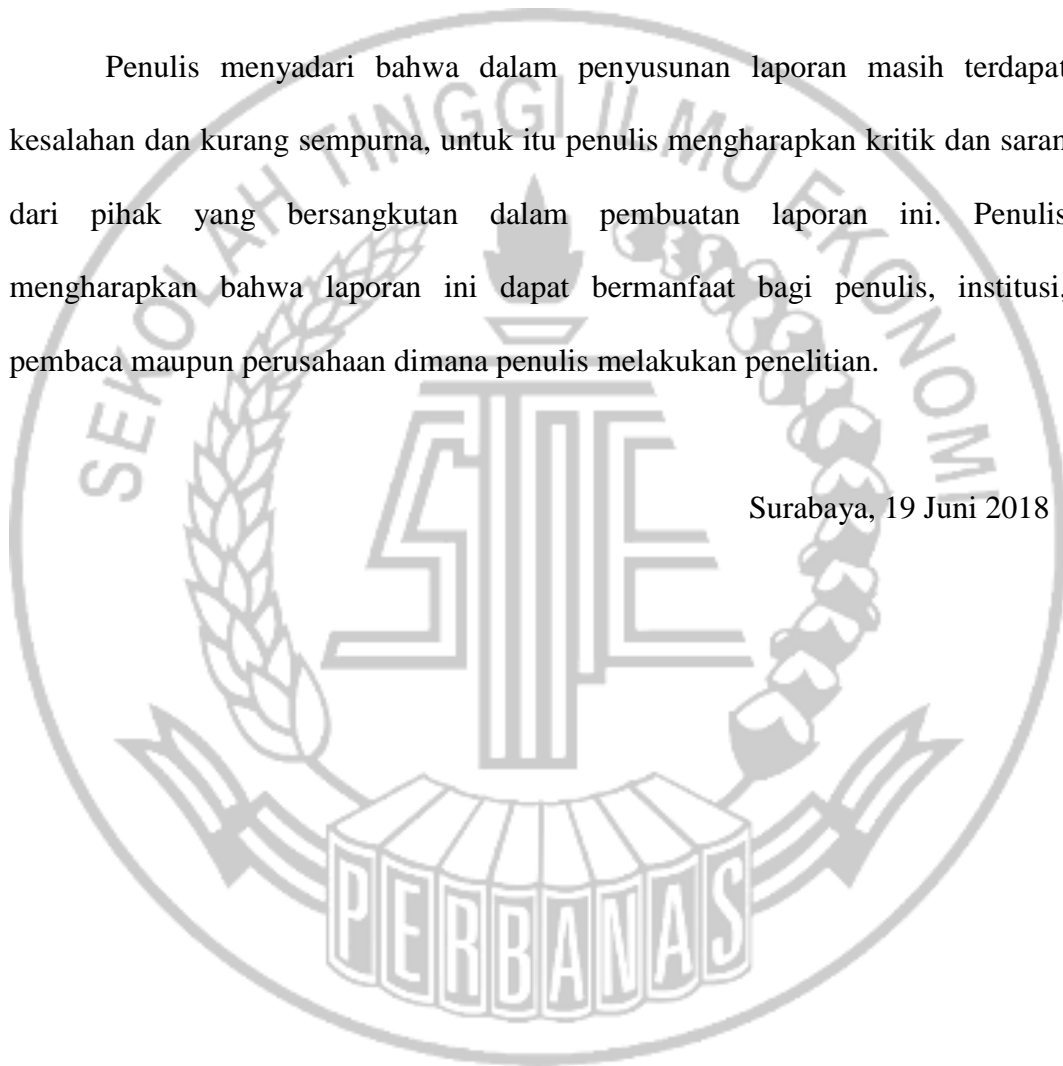 Penulis menyadari bahwa dalam penyusunan laporan masih terdapat
kesalahan dan kurang sempurna, untuk itu penulis mengharapkan kritik dan saran
dari pihak yang bersangkutan dalam pembuatan laporan ini. Penulis
mengharapkan bahwa laporan ini dapat bermanfaat bagi penulis, institusi,
pembaca maupun perusahaan dimana penulis melakukan penelitian.
Surabaya, 19 Juni 2018
SEKOLAH TINGGI ILMU EKONOMI
STIE
PERBANAS